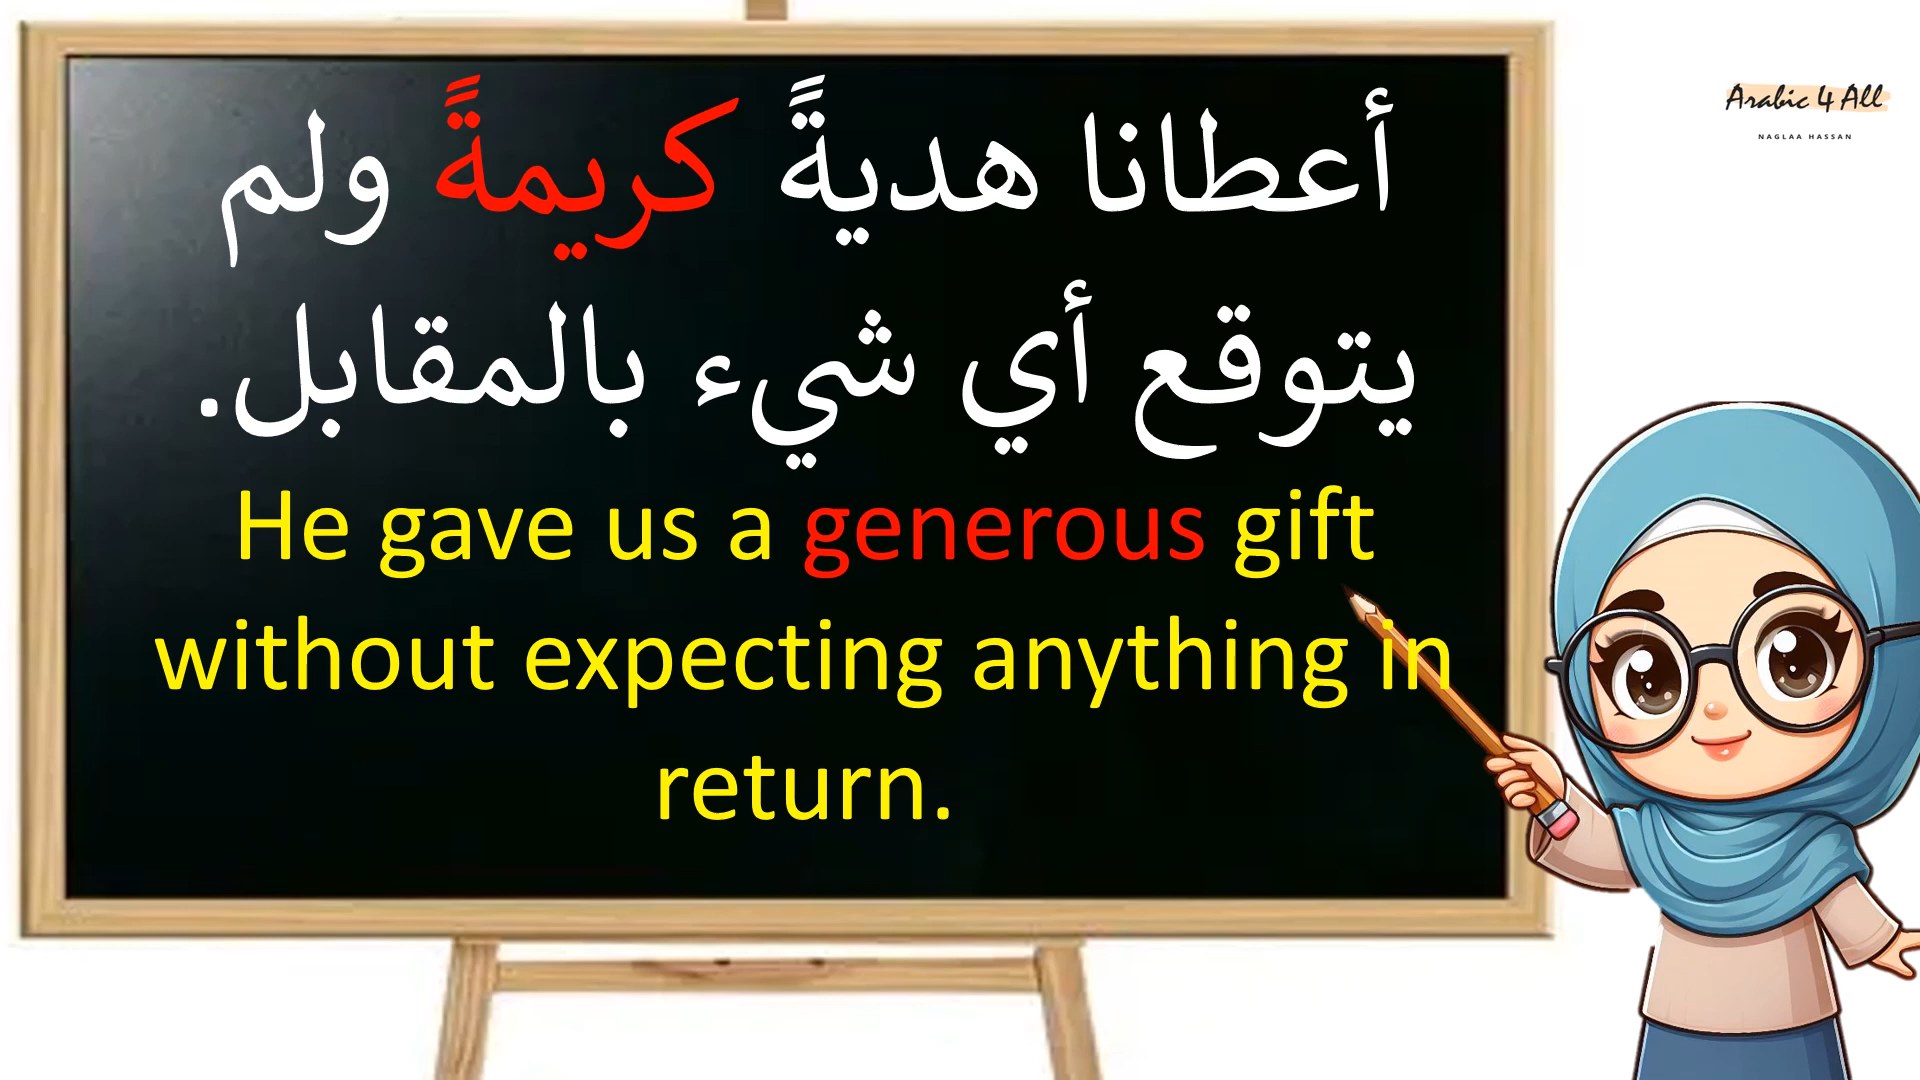 أعطانا هديةً كريمةً ولم
يتوقع أي شيء بالمقابل.
He gave us a generous gift
without expecting anything in
return.
Arabic 4 All
NAGLAA HASSAN